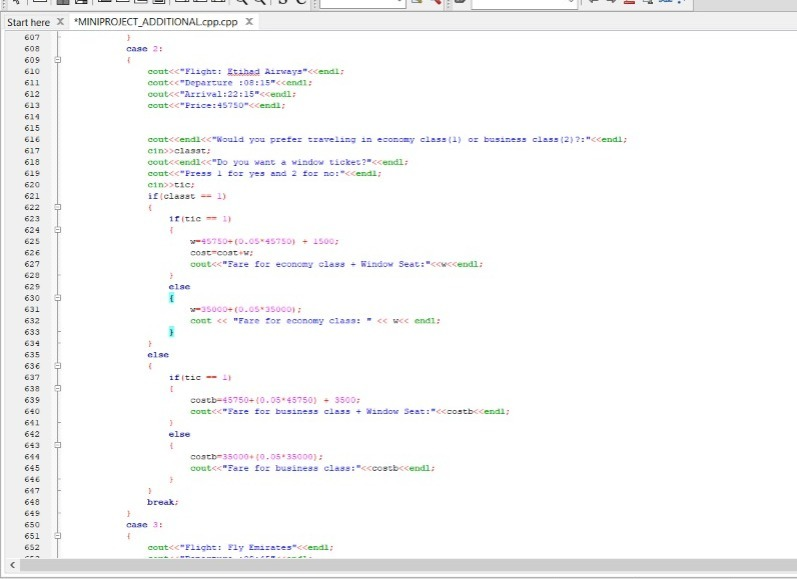 Start here X *MINIPROJECT_ADDITIONAL.cpp.cpp X
607 }
608 case 2:
609 {
610 cout<<"Flight: Etihad Airways"<<endl;
611 cout<<"Departure :08:15"<<endl;
612 cout<<"Arrival:22:15"<<endl;
613 cout<<"Price:45750"<<endl;
614
615
616 cout<<endl<<"Would you prefer traveling in economy class(1) or business class(2)?:"<<endl;
617 cin>>classt;
618 cout<<endl<<"Do you want a window ticket?"<<endl;
619 cout<<"Press 1 for yes and 2 for no:"<<endl;
620 cin>>tic;
621 if(classt == 1)
622 {
623 if(tic == 1)
624 {
625 w=45750+(0.05*45750) + 1500;
626 cost=cost+w;
627 cout<<"Fare for economy class + Window Seat:"<<w<<endl;
628 }
629 else
630 {
631 w=35000+(0.05*35000);
632 cout << "Fare for economy class: " << w<< endl;
633 }
634 }
635 else
636 {
637 if(tic == 1)
638 {
639 costb=45750+(0.05*45750) + 3500;
640 cout<<"Fare for business class + Window Seat:"<<costb<<endl;
641 }
642 else
643 {
644 costb=35000+(0.05*35000);
645 cout<<"Fare for business class:"<<costb<<endl;
646 }
647 }
648 break;
649 }
650 case 3:
651 {
652 cout<<"Flight: Fly Emirates"<<endl;